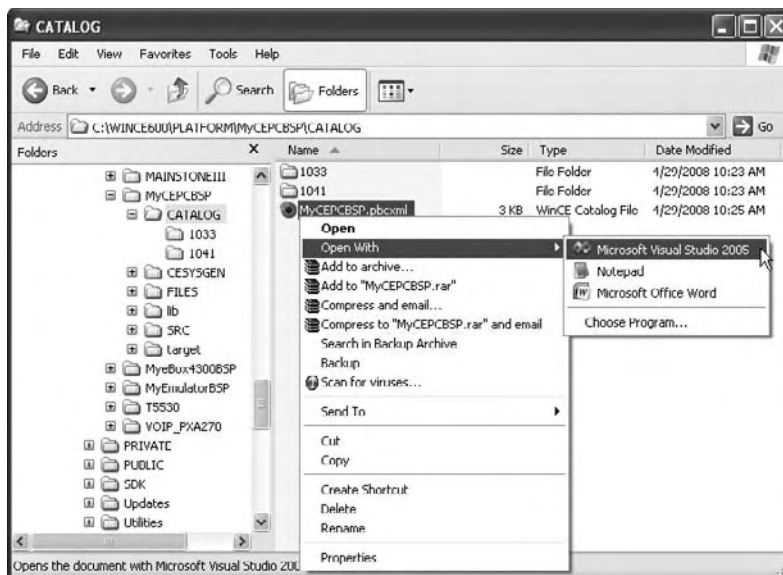 CATALOG
File Edit View Favorites Tools Help
Back Search Folders
Address C:\WINCE600\PLATFORM\MyCEPCBSP\CATALOG Go
Folders X Name Size Type Date Modified
MAINSTONEIII
MyCEPCBSP
CATALOG
1033
1041
CESYSGEN
FILES
lib
SRC
target
MyeBox4300BSP
MyEmulatorBSP
T5530
VOIP_PXA270
PRIVATE
PUBLIC
SDK
Updates
Utilities
1033 File Folder 4/29/2008 10:23 AM
1041 File Folder 4/29/2008 10:23 AM
MyCEPCBSP.pbcxml 3 KB WinCE Catalog File 4/29/2008 10:25 AM
Open
Open With
Add to archive...
Add to "MyCEPCBSP.rar"
Compress and email...
Compress to "MyCEPCBSP.rar" and email
Search in Backup Archive
Backup
Scan for viruses...
Send To
Cut
Copy
Create Shortcut
Delete
Rename
Properties
Microsoft Visual Studio 2005
Notepad
Microsoft Office Word
Choose Program...
Opens the document with Microsoft Visual Studio